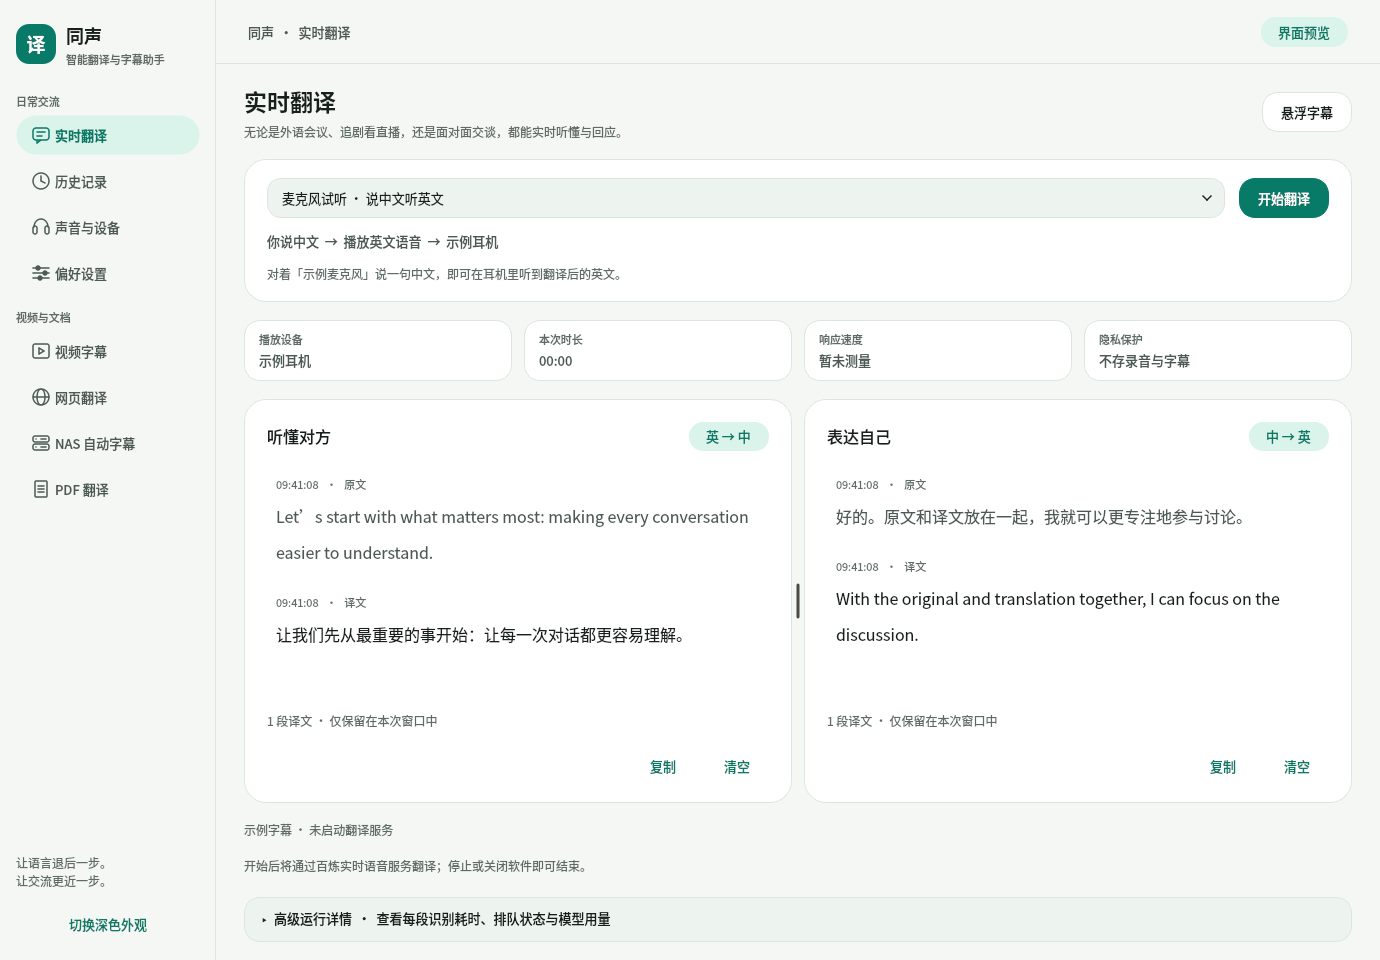 译
同声
智能翻译与字幕助手
日常交流
实时翻译
历史记录
声音与设备
偏好设置
视频与文档
视频字幕
网页翻译
NAS 自动字幕
PDF 翻译
让语言退后一步。
让交流更近一步。
切换深色外观
同声 · 实时翻译
界面预览
实时翻译
无论是外语会议、追剧看直播，还是面对面交谈，都能实时听懂与回应。
悬浮字幕
麦克风试听 · 说中文听英文
开始翻译
你说中文 → 播放英文语音 → 示例耳机
对着「示例麦克风」说一句中文，即可在耳机里听到翻译后的英文。
播放设备
示例耳机
本次时长
00:00
响应速度
暂未测量
隐私保护
不存录音与字幕
听懂对方
英 → 中
09:41:08 · 原文
Let’s start with what matters most: making every conversation
easier to understand.
09:41:08 · 译文
让我们先从最重要的事开始：让每一次对话都更容易理解。
1 段译文 · 仅保留在本次窗口中
复制
清空
表达自己
中 → 英
09:41:08 · 原文
好的。原文和译文放在一起，我就可以更专注地参与讨论。
09:41:08 · 译文
With the original and translation together, I can focus on the
discussion.
1 段译文 · 仅保留在本次窗口中
复制
清空
示例字幕 · 未启动翻译服务
开始后将通过百炼实时语音服务翻译；停止或关闭软件即可结束。
▸ 高级运行详情 · 查看每段识别耗时、排队状态与模型用量